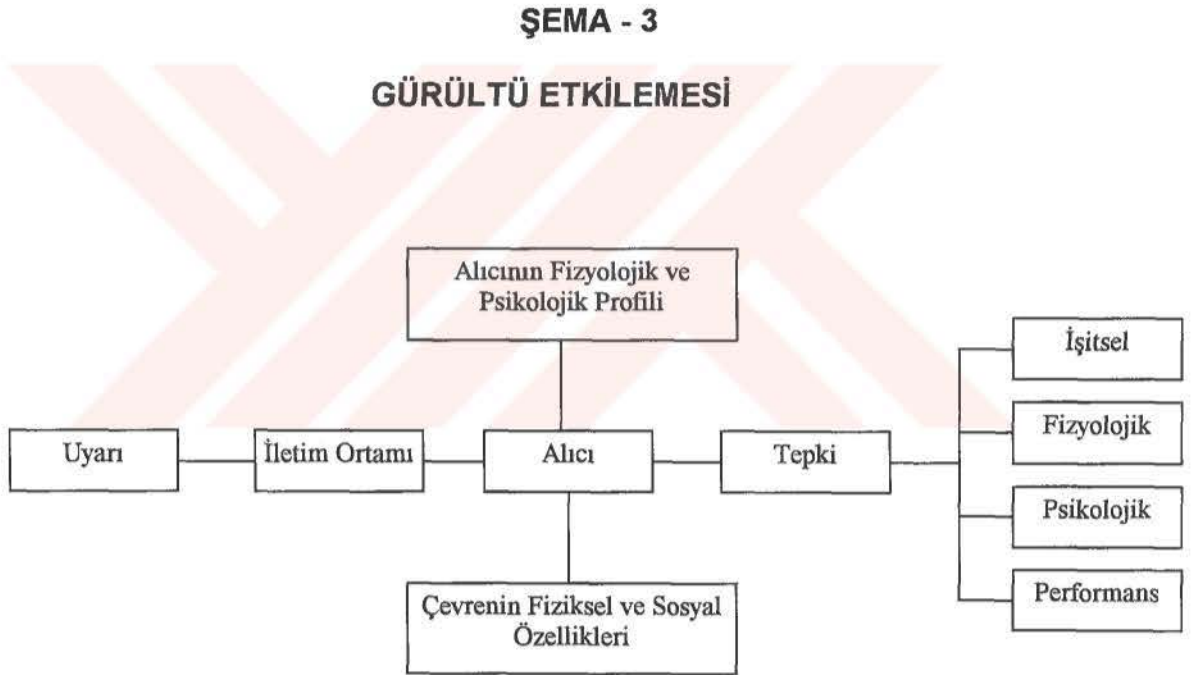 ŞEMA - 3
GÜRÜLTÜ ETKİLEMESİ
Alıcının Fizyolojik ve
Psikolojik Profili
Uyarı
İletim Ortamı
Alıcı
Tepki
İşitsel
Fizyolojik
Psikolojik
Performans
Çevrenin Fiziksel ve Sosyal
Özellikleri